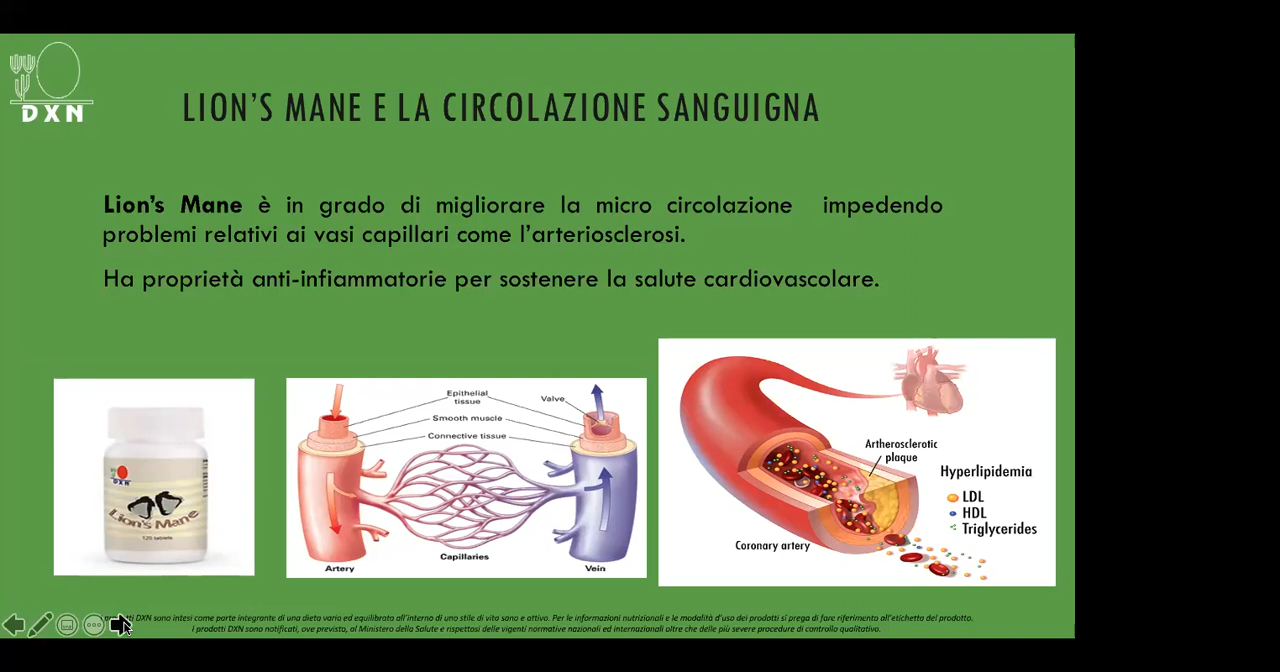 DXN
LION'S MANE E LA CIRCOLAZIONE SANGUIGNA
Lion's Mane è in grado di migliorare la micro circolazione impedendo
problemi relativi ai vasi capillari come l'arteriosclerosi.
Ha proprietà anti-infiammatorie per sostenere la salute cardiovascolare.
DXN
Lion's Mane
120 tablets
Epithelial
tissue
Valve
Smooth muscle
Connective tissue
Capillaries
Artery
Vein
Artherosclerotic
plaque
Hyperlipidemia
LDL
HDL
Triglycerides
Coronary artery
DXN sono intesi come parte integrante di una dieta varia ed equilibrata all'interno di uno stile di vita sano e attivo. Per le informazioni nutrizionali e le modalità d'uso dei prodotti si prega di fare riferimento all'etichetta del prodotto.
I prodotti DXN sono notificati, ove previsto, al Ministero della Salute e rispettosi delle vigenti normative nazionali ed internazionali oltre che delle più severe procedure di controllo qualitativo.